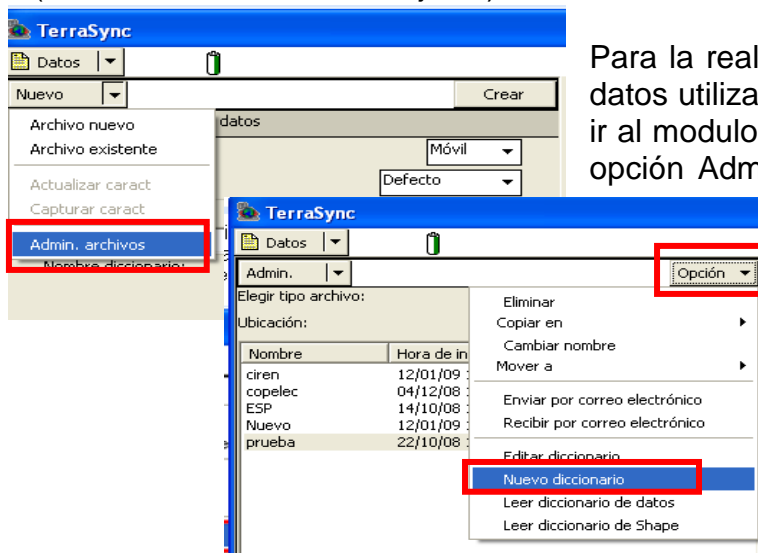 TerraSync
Datos
Nuevo
Crear
datos
Archivo nuevo
Archivo existente
Móvil
Defecto
Actualizar caract
Capturar caract
Admin. archivos
Nombre diccionario:
Para la real
datos utiliza
ir al modulo
opción Adm
TerraSync
Datos
Admin.
Opción
Elegir tipo archivo:
Ubicación:
Nombre Hora de in
ciren 12/01/09
copelec 04/12/08
ESP 14/10/08
Nuevo 12/01/09
prueba 22/10/08
Eliminar
Copiar en
Cambiar nombre
Mover a
Enviar por correo electrónico
Recibir por correo electrónico
Editar diccionario
Nuevo diccionario
Leer diccionario de datos
Leer diccionario de Shape